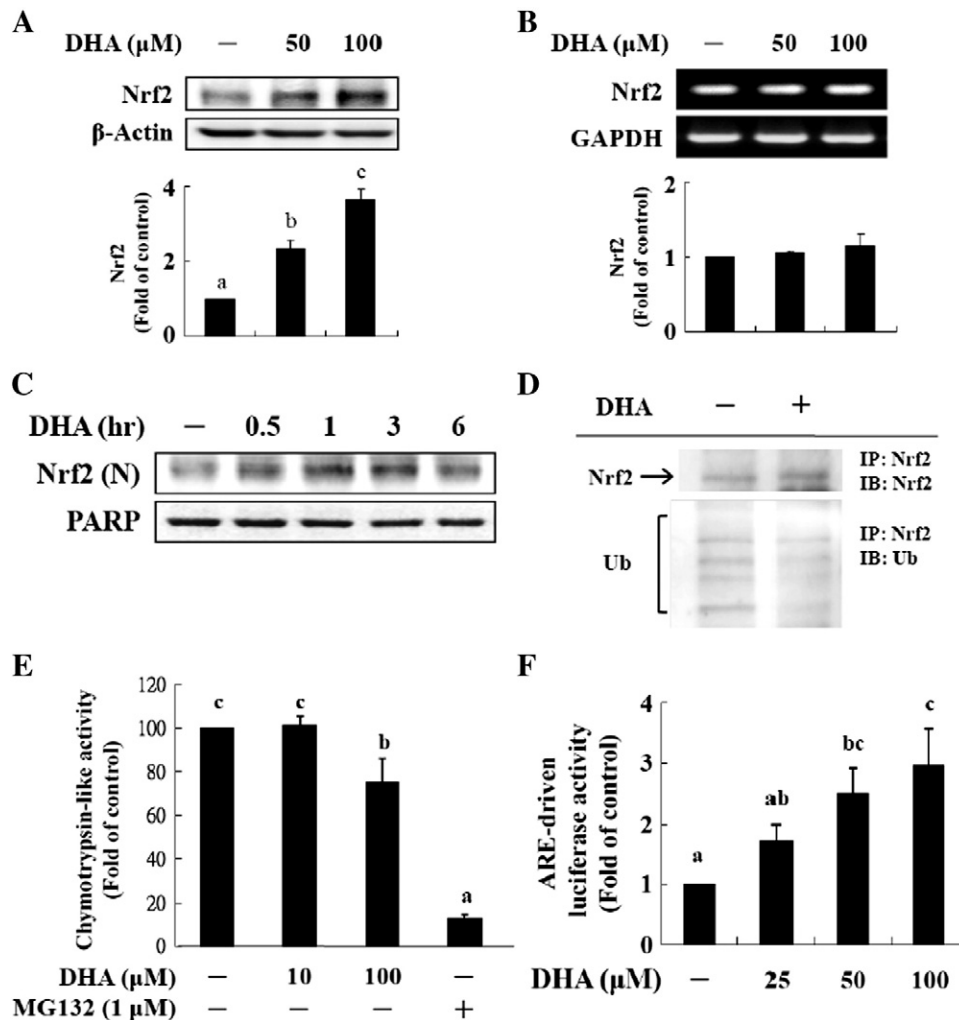 A
DHA (μM) – 50 100
Nrf2
β-Actin
Nrf2
(Fold of control)
4
2
0
a
b
c
B
DHA (μM) – 50 100
Nrf2
GAPDH
Nrf2
(Fold of control)
2
1
0
C
DHA (hr) – 0.5 1 3 6
Nrf2 (N)
PARP
D
DHA – +
Nrf2 →
IP: Nrf2
IB: Nrf2
Ub
IP: Nrf2
IB: Ub
E
Chymotrypsin-like activity
(Fold of control)
120
100
80
60
40
20
0
c
c
b
a
DHA (μM) – 10 100 –
MG132 (1 μM) – – – +
F
ARE-driven
luciferase activity
(Fold of control)
4
3
2
1
0
a
ab
bc
c
DHA (μM) – 25 50 100